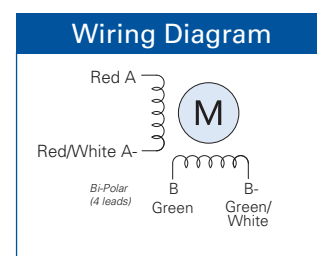 Wiring Diagram
Red A
M
Red/White A-
Bi-Polar
(4 leads)
B
Green
B-
Green/
White